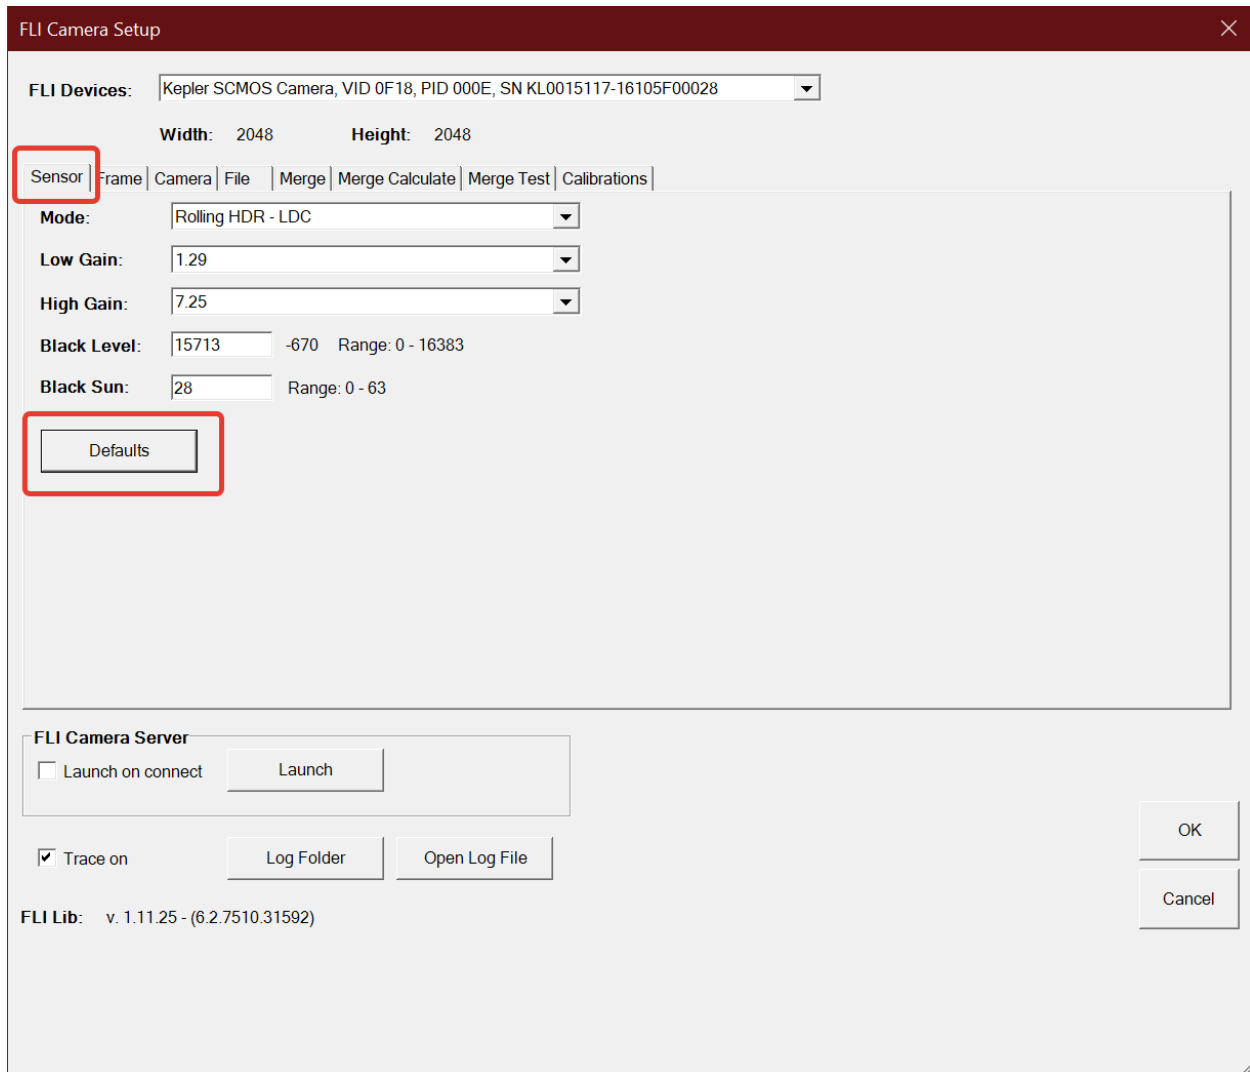 FLI Camera Setup
FLI Devices: Kepler SCMOS Camera, VID 0F18, PID 000E, SN KL0015117-16105F00028
Width: 2048 Height: 2048
Sensor Frame Camera File Merge Merge Calculate Merge Test Calibrations
Mode: Rolling HDR - LDC
Low Gain: 1.29
High Gain: 7.25
Black Level: 15713 -670 Range: 0 - 16383
Black Sun: 28 Range: 0 - 63
Defaults
FLI Camera Server
Launch on connect Launch
OK
Trace on Log Folder Open Log File
Cancel
FLI Lib: v. 1.11.25 - (6.2.7510.31592)